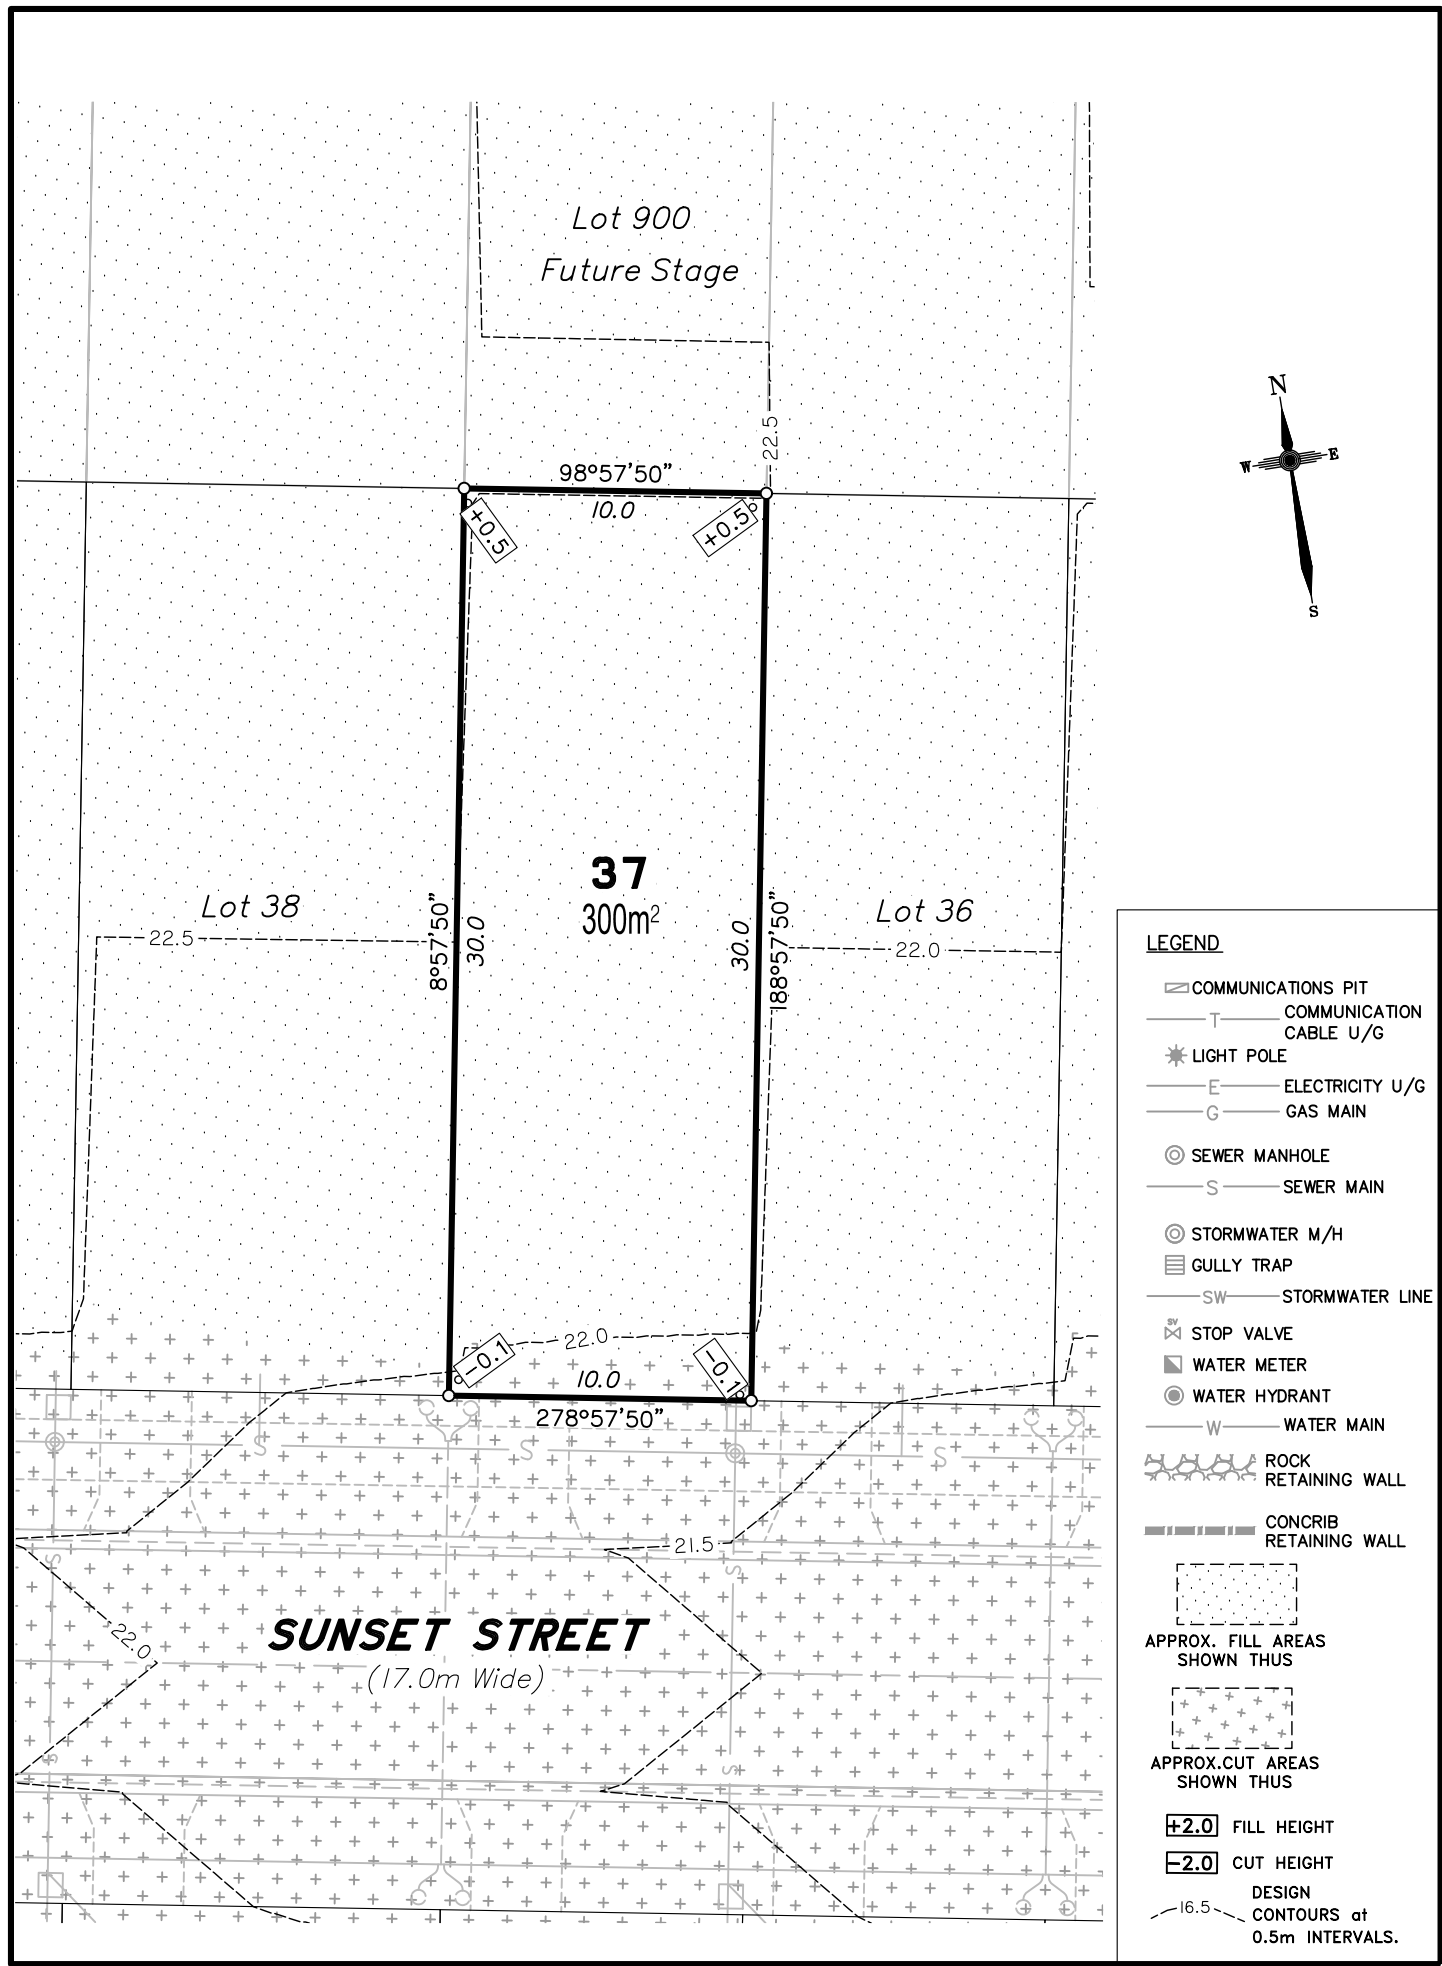 Lot 900
Future Stage
N
W
E
S
22.5
98°57'50"
10.0
+0.5
+0.5
37
300m²
Lot 38
Lot 36
22.5
8°57'50"
30.0
30.0
188°57'50"
22.0
22.0
-0.1
-0.1
10.0
278°57'50"
S
S
S
21.5
S
S
SUNSET STREET
(17.0m Wide)
22.0
S
S
LEGEND
COMMUNICATIONS PIT
T
COMMUNICATION
CABLE U/G
LIGHT POLE
E
ELECTRICITY U/G
G
GAS MAIN
SEWER MANHOLE
S
SEWER MAIN
STORMWATER M/H
GULLY TRAP
SW
STORMWATER LINE
SV
STOP VALVE
WATER METER
WATER HYDRANT
W
WATER MAIN
ROCK
RETAINING WALL
CONCRIB
RETAINING WALL
APPROX. FILL AREAS
SHOWN THUS
APPROX.CUT AREAS
SHOWN THUS
+2.0 FILL HEIGHT
-2.0 CUT HEIGHT
16.5
DESIGN
CONTOURS at
0.5m INTERVALS.